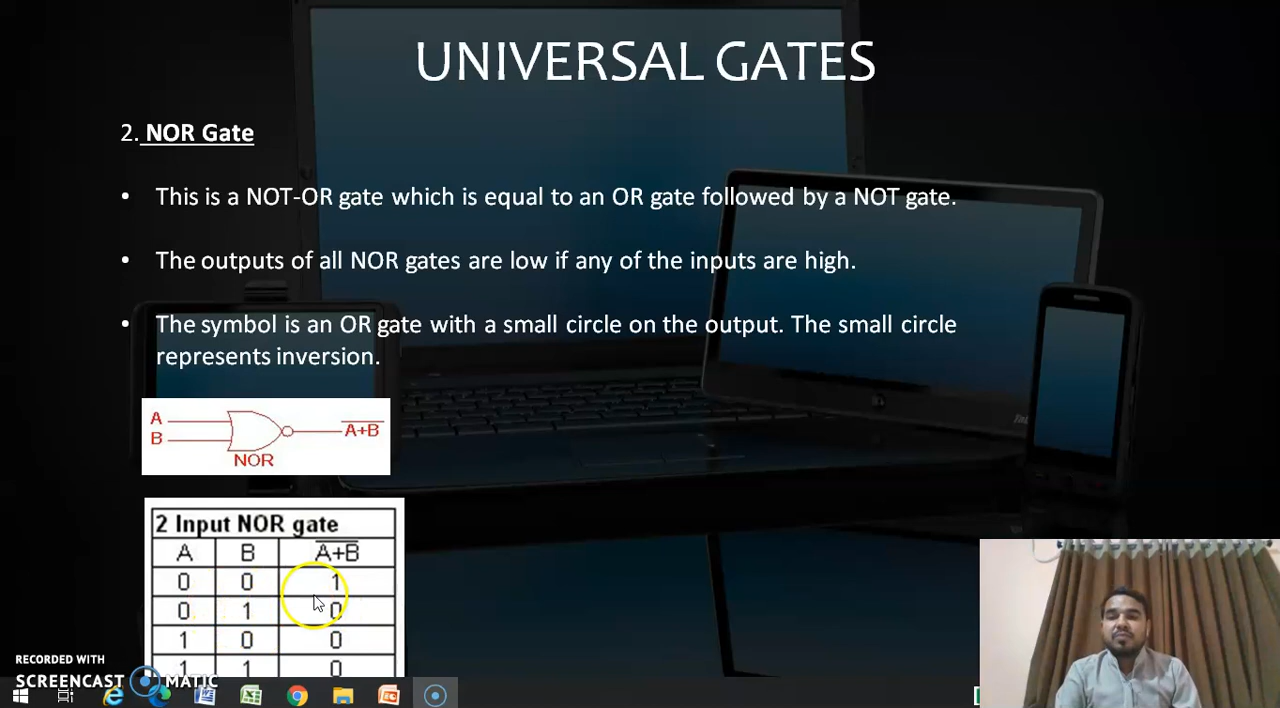 UNIVERSAL GATES
2. NOR Gate
• This is a NOT-OR gate which is equal to an OR gate followed by a NOT gate.
• The outputs of all NOR gates are low if any of the inputs are high.
• The symbol is an OR gate with a small circle on the output. The small circle
represents inversion.
A
B
A+B
NOR
2 Input NOR gate
A B A+B
0 0 1
0 1 0
1 0 0
1 1 0
RECORDED WITH
SCREENCAST MATIC